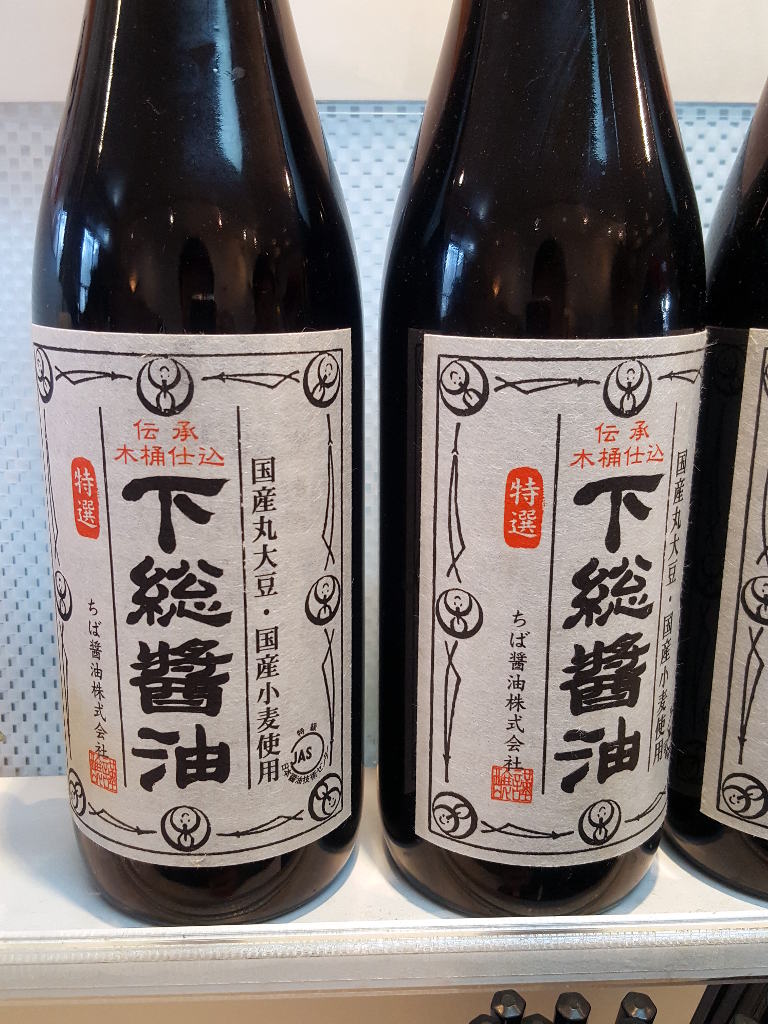 国産丸大豆・国産小麦使用
特級
JAS
伝承
木桶仕込
下総醤油
特選
ちば醤油株式会社
国産丸大豆・国産小麦使用
伝承
木桶仕込
下総醤油
特選
ちば醤油株式会社